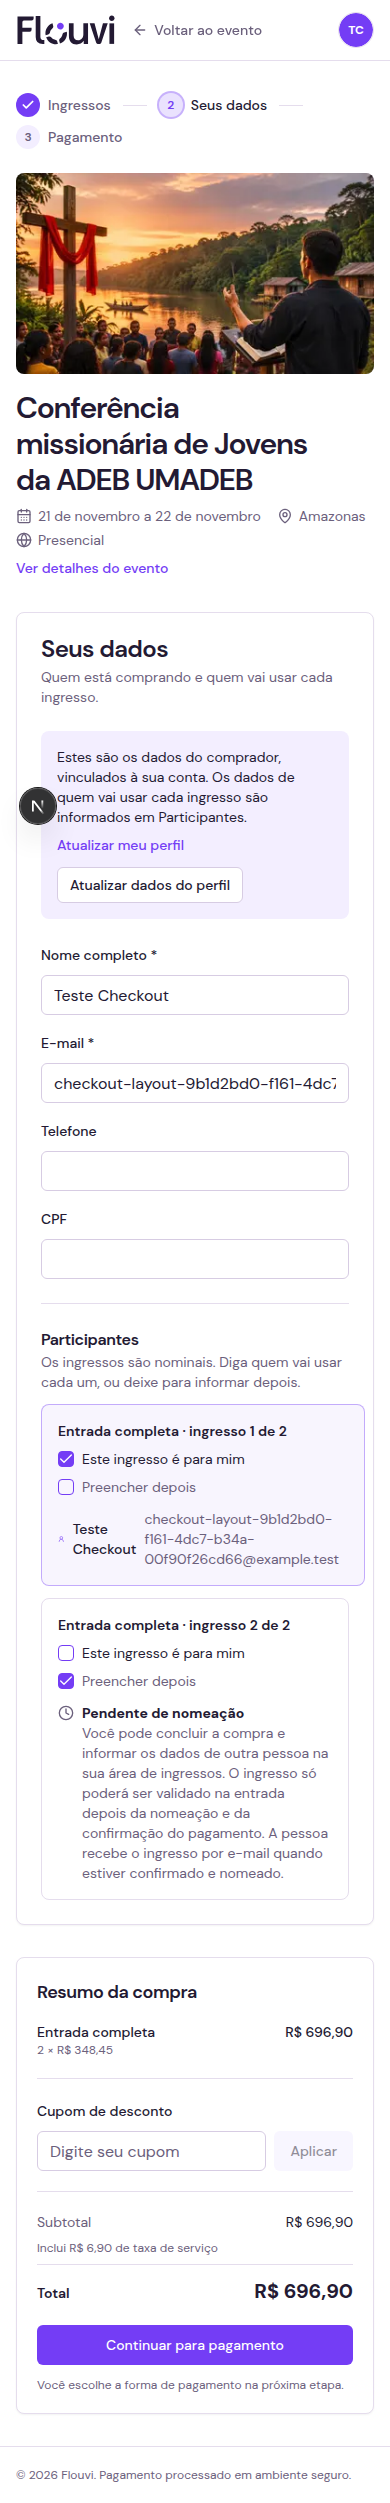 Flouvi
Voltar ao evento
TC
Ingressos
2
Seus dados
3
Pagamento
Conferência
missionária de Jovens
da ADEB UMADEB
21 de novembro a 22 de novembro
Amazonas
Presencial
Ver detalhes do evento
Seus dados
Quem está comprando e quem vai usar cada
ingresso.
Estes são os dados do comprador,
vinculados à sua conta. Os dados de
quem vai usar cada ingresso são
informados em Participantes.
N
Atualizar meu perfil
Atualizar dados do perfil
Nome completo *
Teste Checkout
E-mail *
checkout-layout-9b1d2bd0-f161-4dc7
Telefone
CPF
Participantes
Os ingressos são nominais. Diga quem vai usar
cada um, ou deixe para informar depois.
Entrada completa · ingresso 1 de 2
Este ingresso é para mim
Preencher depois
Teste
Checkout
checkout-layout-9b1d2bd0-
f161-4dc7-b34a-
00f90f26cd66@example.test
Entrada completa · ingresso 2 de 2
Este ingresso é para mim
Preencher depois
Pendente de nomeação
Você pode concluir a compra e
informar os dados de outra pessoa na
sua área de ingressos. O ingresso só
poderá ser validado na entrada
depois da nomeação e da
confirmação do pagamento. A pessoa
recebe o ingresso por e-mail quando
estiver confirmado e nomeado.
Resumo da compra
Entrada completa
R$ 696,90
2 × R$ 348,45
Cupom de desconto
Digite seu cupom
Aplicar
Subtotal
R$ 696,90
Inclui R$ 6,90 de taxa de serviço
Total
R$ 696,90
Continuar para pagamento
Você escolhe a forma de pagamento na próxima etapa.
© 2026 Flouvi. Pagamento processado em ambiente seguro.